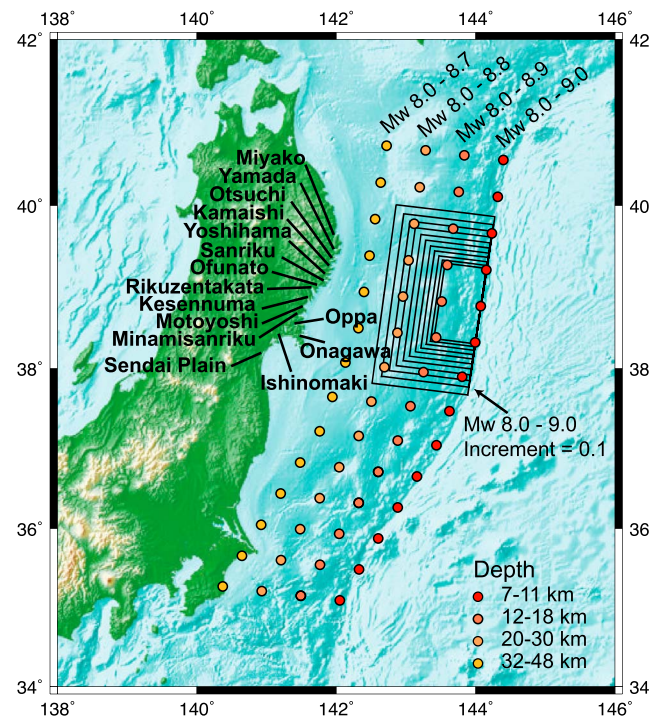 138° 140° 142° 144° 146°
42° 42
Mw 8.0 - 8.7
Mw 8.0 - 8.8
Mw 8.0 - 8.9
Mw 8.0 - 9.0
Miyako
Yamada
Otsuchi
Kamaishi
Yoshihama
Sanriku
Ofunato
Rikuzentakata
Kesennuma
Motoyoshi
Minamisanriku
Sendai Plain
Oppa
Onagawa
Ishinomaki
40° 40
38° 38
Mw 8.0 - 9.0
Increment = 0.1
36° 36
Depth
7-11 km
12-18 km
20-30 km
32-48 km
34° 34
138 140 142 144 146